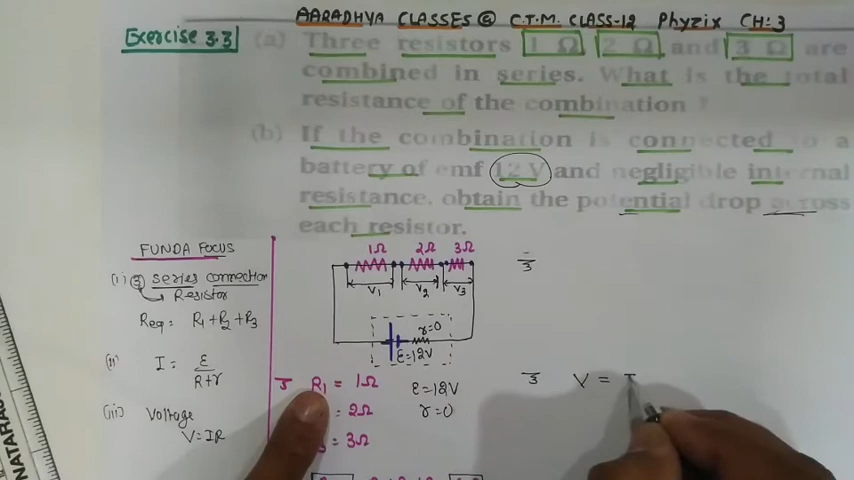 AARADHYA CLASSES @ C.T.M. CLASS-12 Phyzix CH:3
Exercise 3.3
(a) Three resistors 1 Ω 2 Ω and 3 Ω are
combined in series. What is the total
resistance of the combination ?
(b) If the combination is connected to a
battery of emf 12 V and negligible internal
resistance, obtain the potential drop across
each resistor.
FUNDA FOCUS
(i) series connection
Resistor
Req = R1+R2+R3
(ii) I = ε
R+r
(iii) Voltage
V=IR
1Ω 2Ω 3Ω
V1 V2 V3
r=0
ε=12V
R1 = 1Ω ε=12V
= 2Ω r=0
= 3Ω
V =
NATARAJ